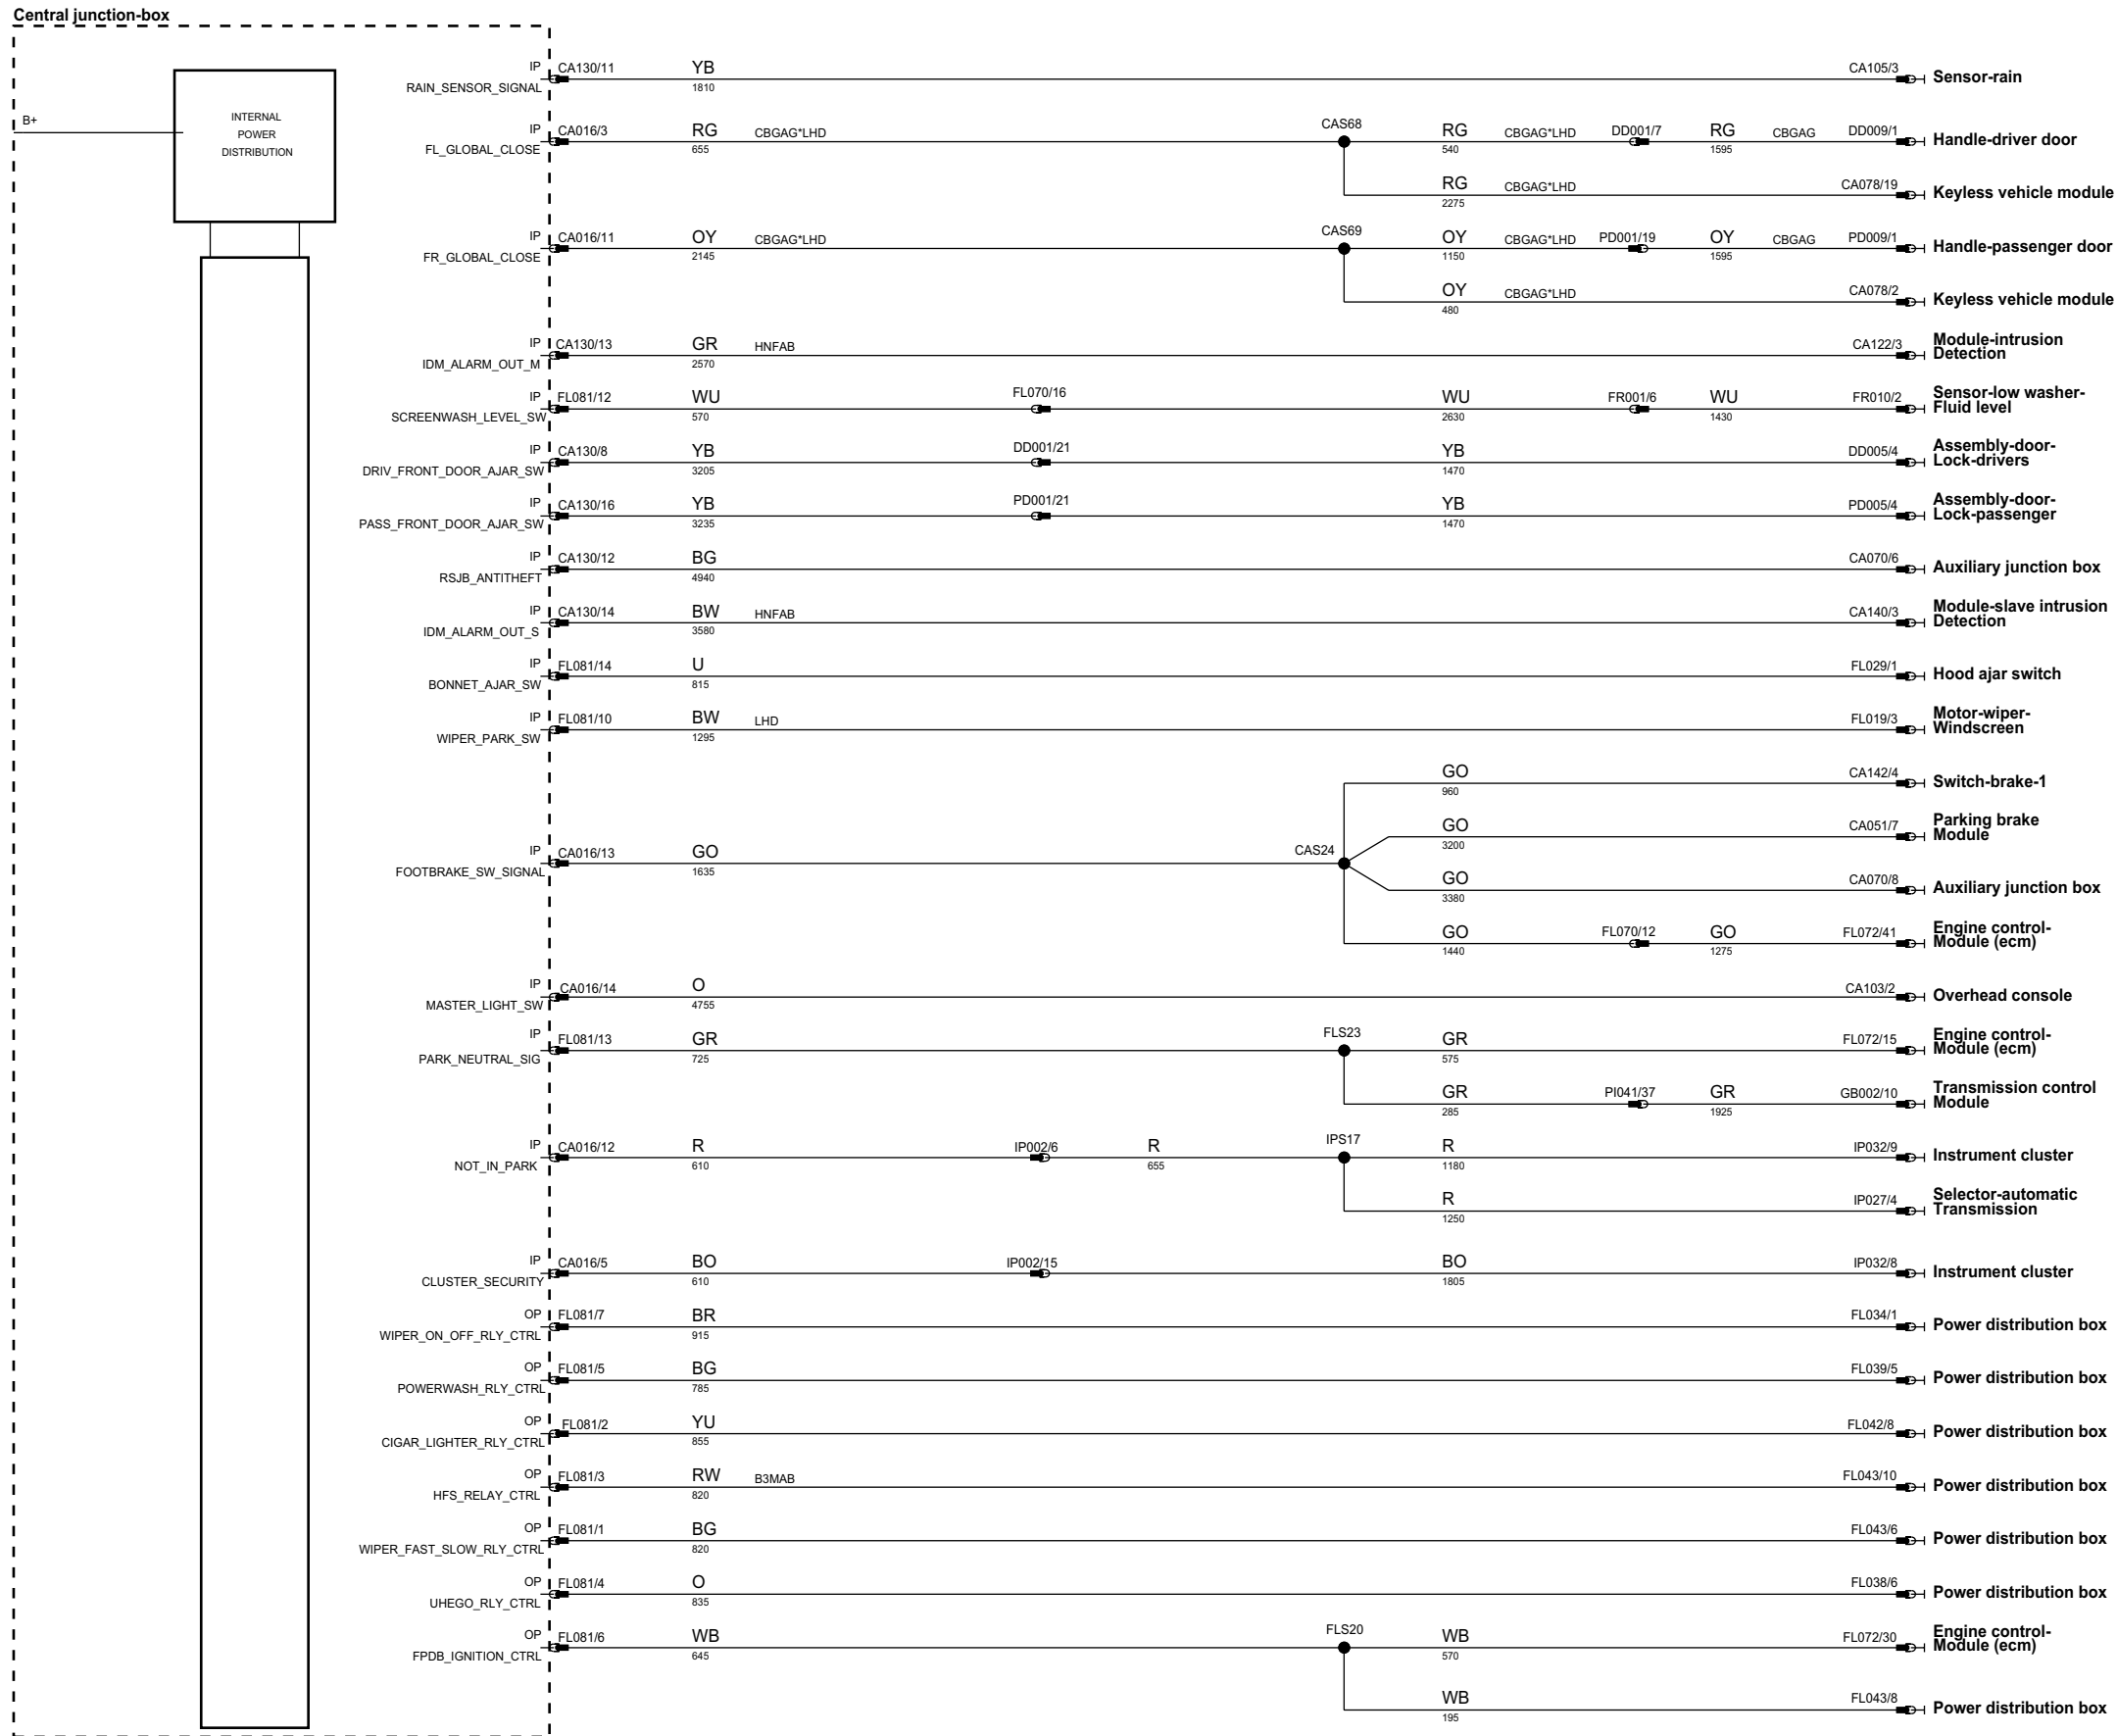 Central junction-box
B+
INTERNAL
POWER
DISTRIBUTION
IP CA130/11 YB CA105/3 Sensor-rain
RAIN_SENSOR_SIGNAL 1810
CAS68
IP CA016/3 RG CBGAG*LHD RG CBGAG*LHD DD001/7 RG CBGAG DD009/1 Handle-driver door
FL_GLOBAL_CLOSE 655 540 1595
RG CBGAG*LHD CA078/19 Keyless vehicle module
2275
CAS69
IP CA016/11 OY CBGAG*LHD OY CBGAG*LHD PD001/19 OY CBGAG PD009/1 Handle-passenger door
FR_GLOBAL_CLOSE 2145 1150 1595
OY CBGAG*LHD CA078/2 Keyless vehicle module
480
IP CA130/13 GR HNFAB CA122/3 Module-intrusion
Detection
IDM_ALARM_OUT_M 2570
IP FL081/12 WU FL070/16 WU FR001/6 WU FR010/2 Sensor-low washer-
Fluid level
SCREENWASH_LEVEL_SW 570 2630 1430
IP CA130/8 YB DD001/21 YB DD005/4 Assembly-door-
Lock-drivers
DRIV_FRONT_DOOR_AJAR_SW 3205 1470
IP CA130/16 YB PD001/21 YB PD005/4 Assembly-door-
Lock-passenger
PASS_FRONT_DOOR_AJAR_SW 3235 1470
IP CA130/12 BG CA070/6 Auxiliary junction box
RSJB_ANTITHEFT 4940
IP CA130/14 BW HNFAB CA140/3 Module-slave intrusion
Detection
IDM_ALARM_OUT_S 3580
IP FL081/14 U FL029/1 Hood ajar switch
BONNET_AJAR_SW 815
IP FL081/10 BW LHD FL019/3 Motor-wiper-
Windscreen
WIPER_PARK_SW 1295
GO CA142/4 Switch-brake-1
960
GO CA051/7 Parking brake
Module
3200
IP CA016/13 GO CAS24
FOOTBRAKE_SW_SIGNAL 1635
GO CA070/8 Auxiliary junction box
3380
GO FL070/12 GO FL072/41 Engine control-
Module (ecm)
1440 1275
IP CA016/14 O CA103/2 Overhead console
MASTER_LIGHT_SW 4755
IP FL081/13 GR FLS23 GR FL072/15 Engine control-
Module (ecm)
PARK_NEUTRAL_SIG 725 575
GR PI041/37 GR GB002/10 Transmission control
Module
285 1925
IP CA016/12 R IP002/6 R IPS17 R IP032/9 Instrument cluster
NOT_IN_PARK 610 655 1180
R IP027/4 Selector-automatic
Transmission
1250
IP CA016/5 BO IP002/15 BO IP032/8 Instrument cluster
CLUSTER_SECURITY 610 1805
OP FL081/7 BR FL034/1 Power distribution box
WIPER_ON_OFF_RLY_CTRL 915
OP FL081/5 BG FL039/5 Power distribution box
POWERWASH_RLY_CTRL 785
OP FL081/2 YU FL042/8 Power distribution box
CIGAR_LIGHTER_RLY_CTRL 855
OP FL081/3 RW B3MAB FL043/10 Power distribution box
HFS_RELAY_CTRL 820
OP FL081/1 BG FL043/6 Power distribution box
WIPER_FAST_SLOW_RLY_CTRL 820
OP FL081/4 O FL038/6 Power distribution box
UHEGO_RLY_CTRL 835
OP FL081/6 WB FLS20 WB FL072/30 Engine control-
Module (ecm)
FPDB_IGNITION_CTRL 645 570
WB FL043/8 Power distribution box
195